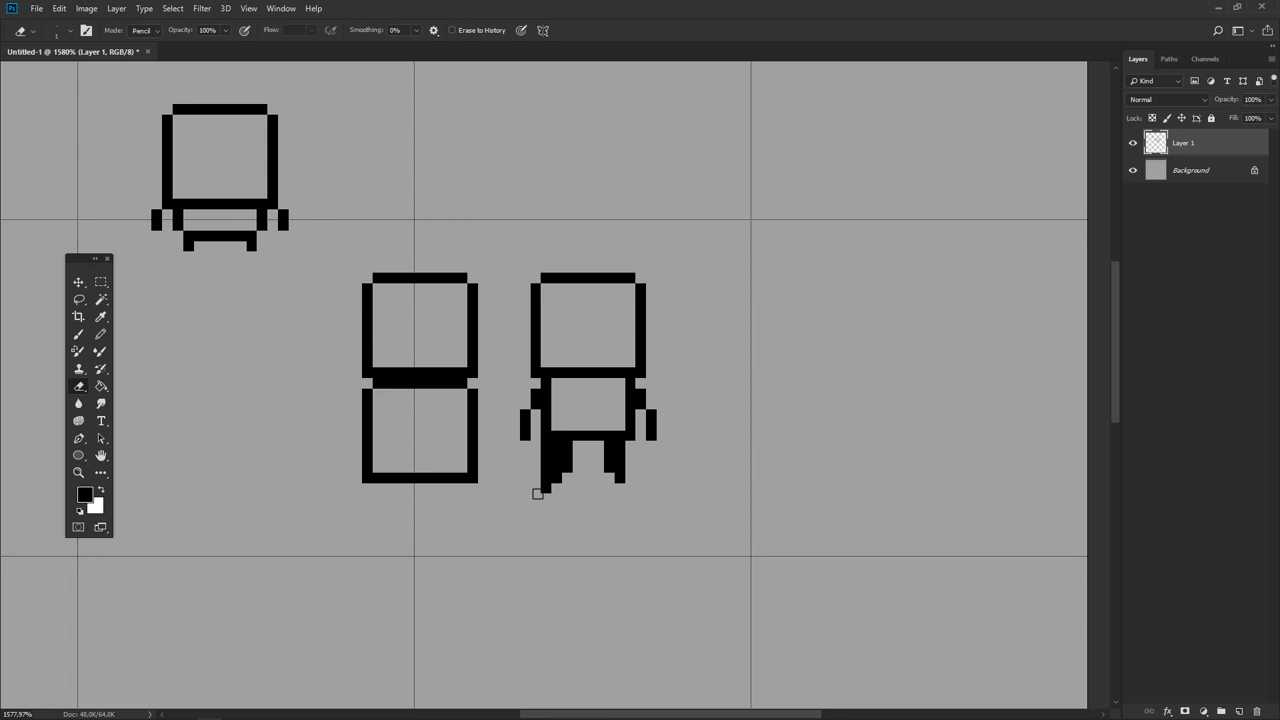 Ps File Edit Image Layer Type Select Filter 3D View Window Help
1 Mode: Pencil Opacity: 100% Flow: Smoothing: 0% Erase to History
Untitled-1 @ 1580% (Layer 1, RGB/8) * ×
Layers Paths Channels
Kind
Normal Opacity: 100%
Lock: Fill: 100%
Layer 1
Background
1577,97% Doc: 48,0K/64,0K